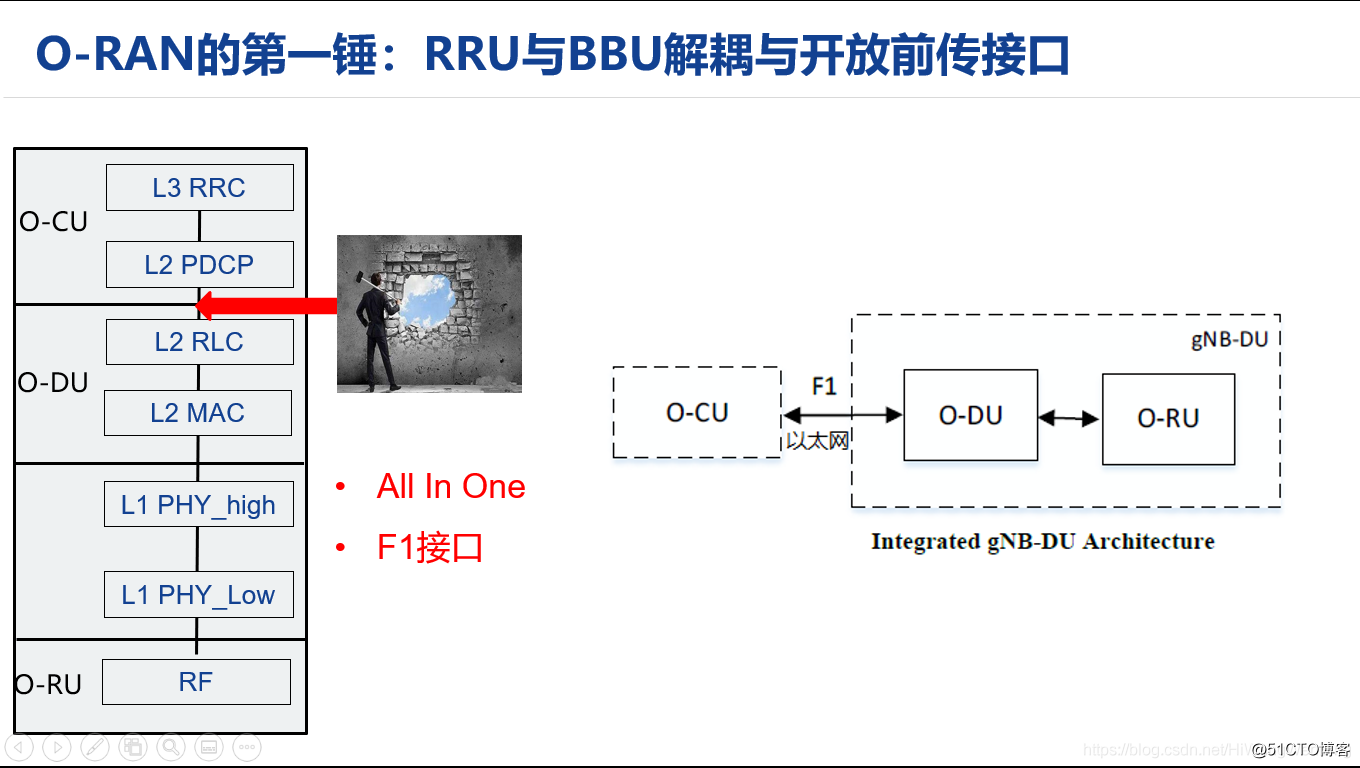 O-RAN的第一锤：RRU与BBU解耦与开放前传接口
O-CU
L3 RRC
L2 PDCP
O-DU
L2 RLC
L2 MAC
L1 PHY_high
L1 PHY_Low
O-RU
RF
• All In One
• F1接口
gNB-DU
O-CU
F1
以太网
O-DU
O-RU
Integrated gNB-DU Architecture
https://blog.csdn.net/Hi
@51CTO博客